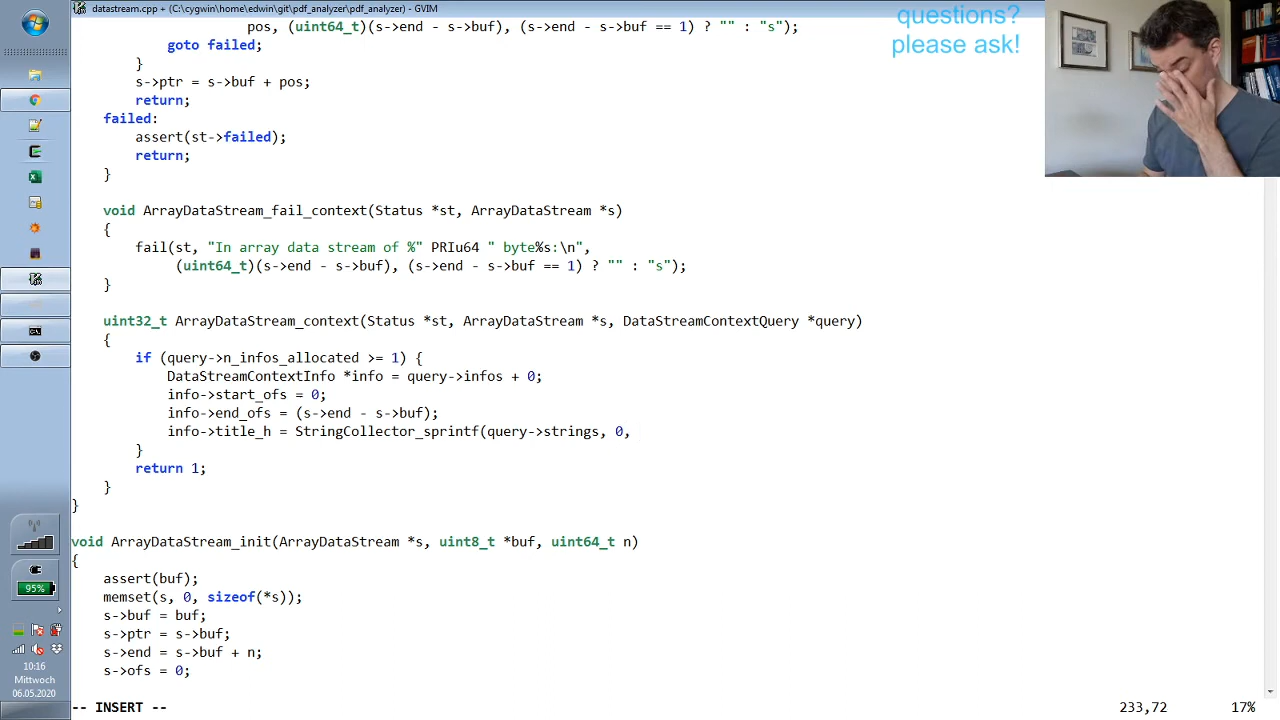 datastream.cpp + (C:\cygwin\home\edwin\git\pdf_analyzer\pdf_analyzer) - GVIM
questions?
please ask!
pos, (uint64_t)(s->end - s->buf), (s->end - s->buf == 1) ? "" : "s");
goto failed;
}
s->ptr = s->buf + pos;
return;
failed:
assert(st->failed);
return;
}
void ArrayDataStream_fail_context(Status *st, ArrayDataStream *s)
{
fail(st, "In array data stream of %" PRIu64 " byte%s:\n",
(uint64_t)(s->end - s->buf), (s->end - s->buf == 1) ? "" : "s");
}
uint32_t ArrayDataStream_context(Status *st, ArrayDataStream *s, DataStreamContextQuery *query)
{
if (query->n_infos_allocated >= 1) {
DataStreamContextInfo *info = query->infos + 0;
info->start_ofs = 0;
info->end_ofs = (s->end - s->buf);
info->title_h = StringCollector_sprintf(query->strings, 0,
}
return 1;
}
}
void ArrayDataStream_init(ArrayDataStream *s, uint8_t *buf, uint64_t n)
{
assert(buf);
memset(s, 0, sizeof(*s));
s->buf = buf;
s->ptr = s->buf;
s->end = s->buf + n;
s->ofs = 0;
-- INSERT --
233,72
17%
95%
10:16
Mittwoch
06.05.2020